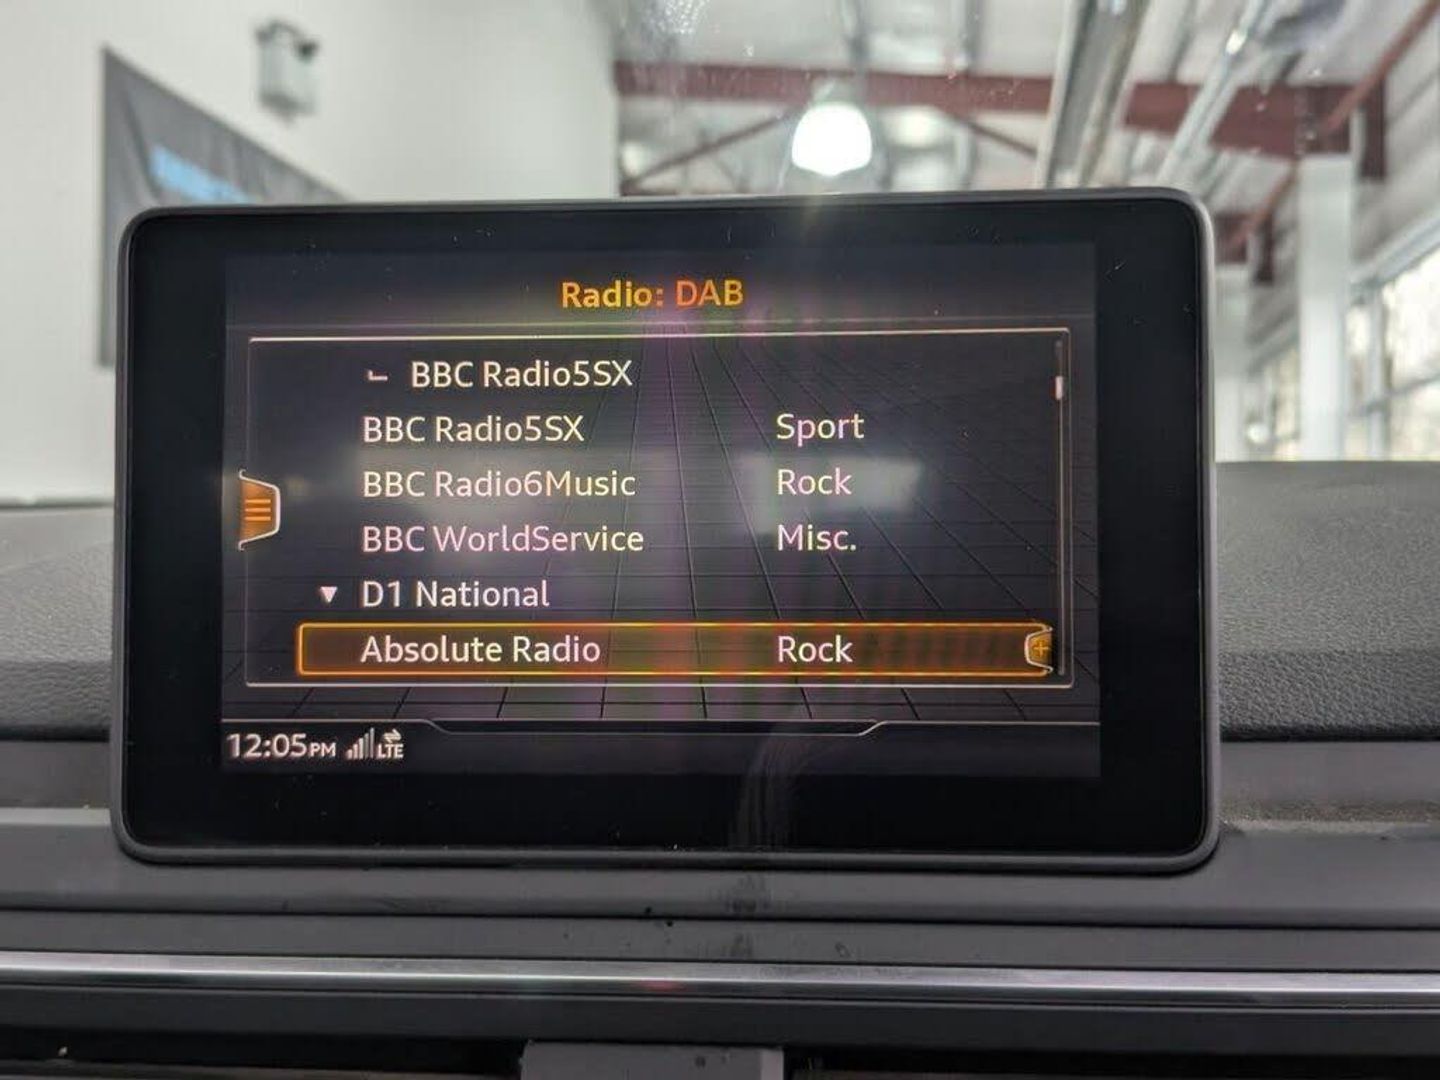 Radio: DAB
BBC Radio5SX
BBC Radio5SX Sport
BBC Radio6Music Rock
BBC WorldService Misc.
D1 National
Absolute Radio Rock
12:05PM LTE